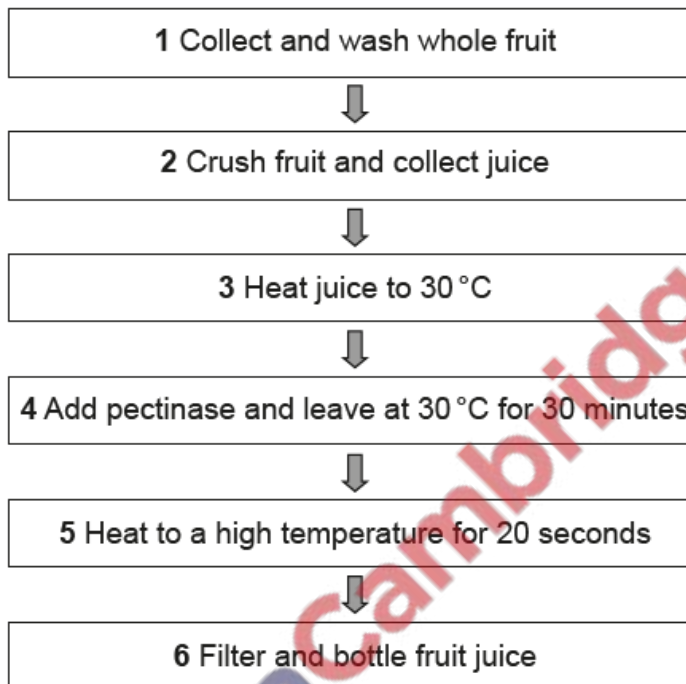 1 Collect and wash whole fruit
2 Crush fruit and collect juice
3 Heat juice to 30 °C
4 Add pectinase and leave at 30 °C for 30 minutes
5 Heat to a high temperature for 20 seconds
6 Filter and bottle fruit juice